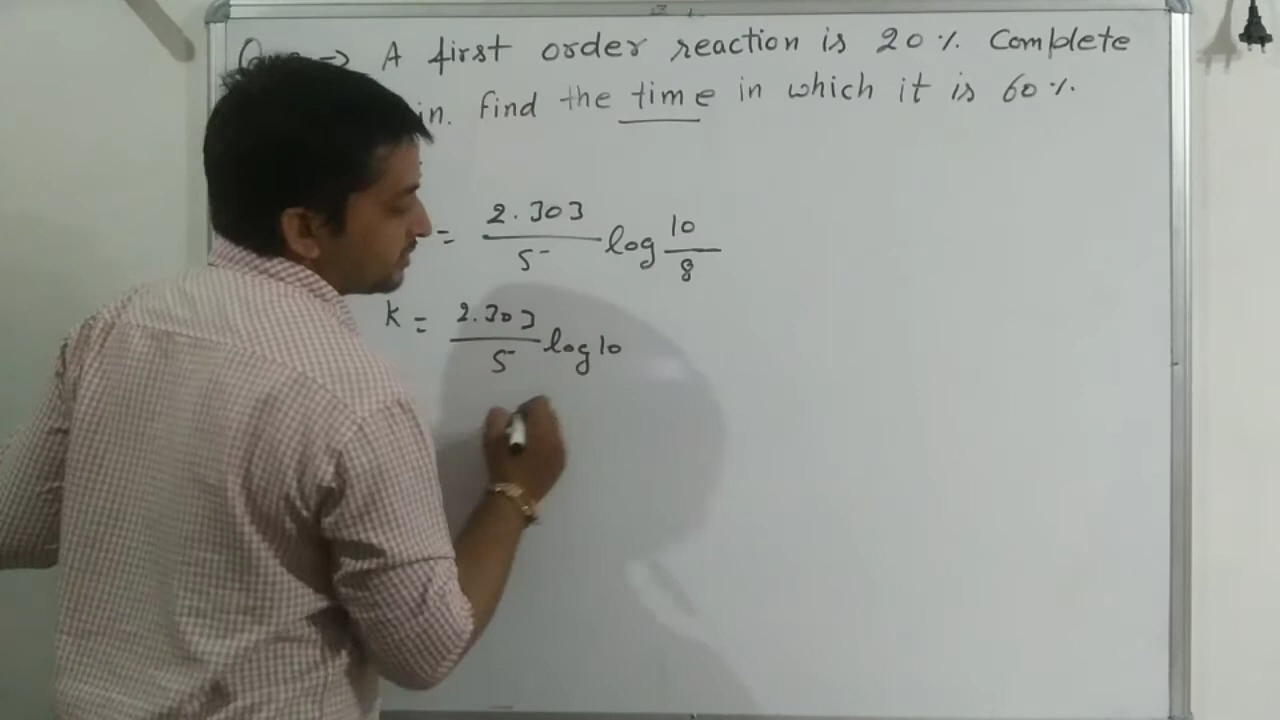 → A first order reaction is 20% Complete
in. find the time in which it is 60%.
= 2.303/5 log 10/8
k = 2.303/5 log 10